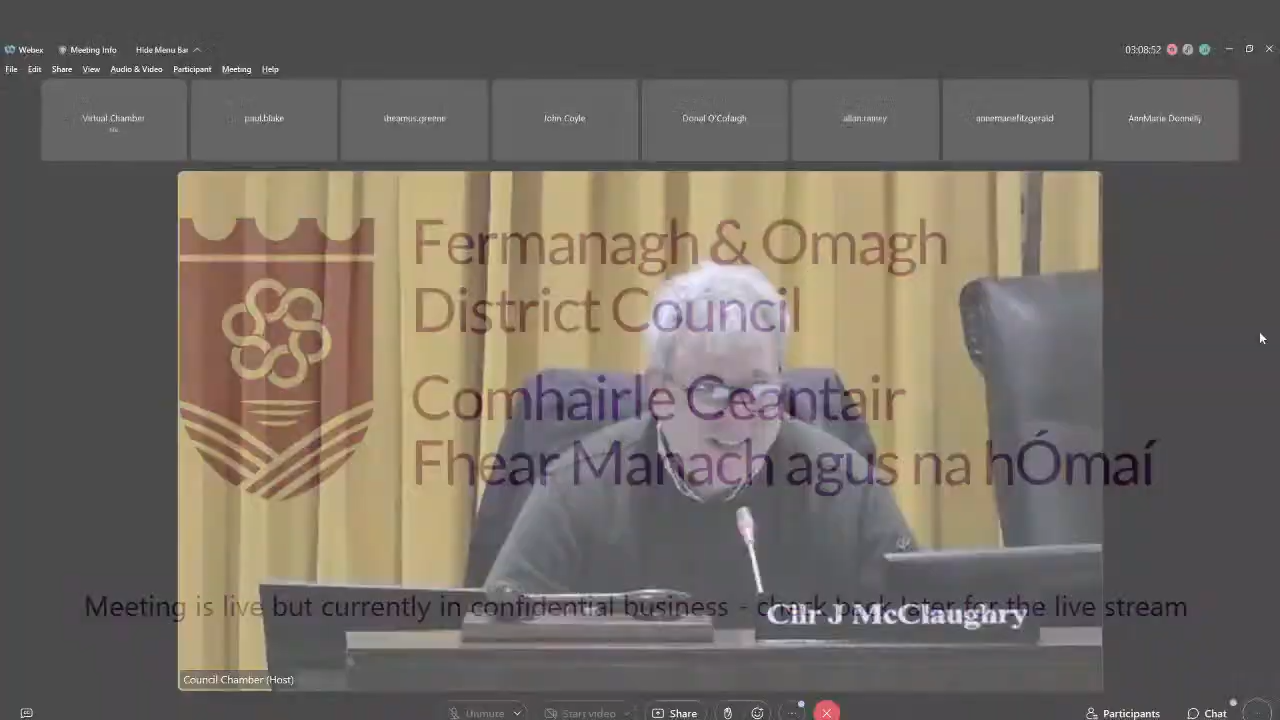 Webex Meeting Info Hide Menu Bar 03:08:52
File Edit Share View Audio & Video Participant Meeting Help
Virtual Chamber paul.blake sheamus.greene John Coyle Donal O'Cofaigh allan.rainey annemariefitzgerald AnnMarie Donnelly
Me
Fermanagh & Omagh
District Council
Comhairle Ceantair
Fhear Manach agus na hÓmaí
Meeting is live but currently in confidential business - check back later for the live stream
Cllr J McClaughry
Council Chamber (Host)
Unmute Start video Share Participants Chat